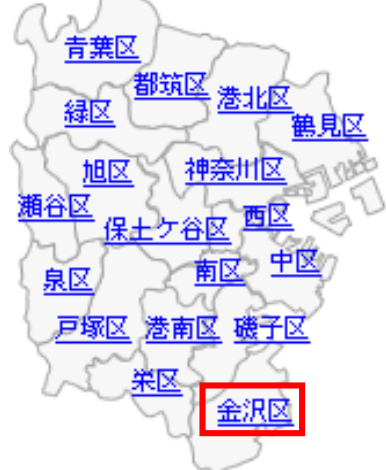 青葉区
都筑区
港北区
緑区
鶴見区
旭区
神奈川区
瀬谷区
西区
保土ケ谷区
中区
南区
泉区
戸塚区
港南区
磯子区
栄区
金沢区